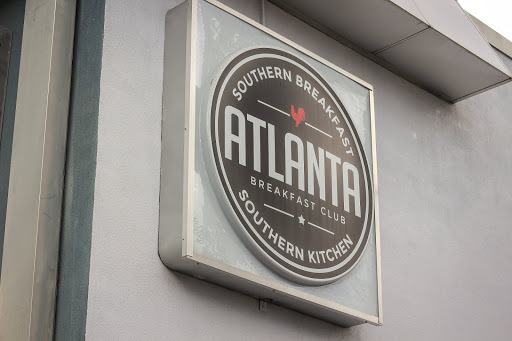 SOUTHERN BREAKFAST
ATLANTA
BREAKFAST CLUB
SOUTHERN KITCHEN